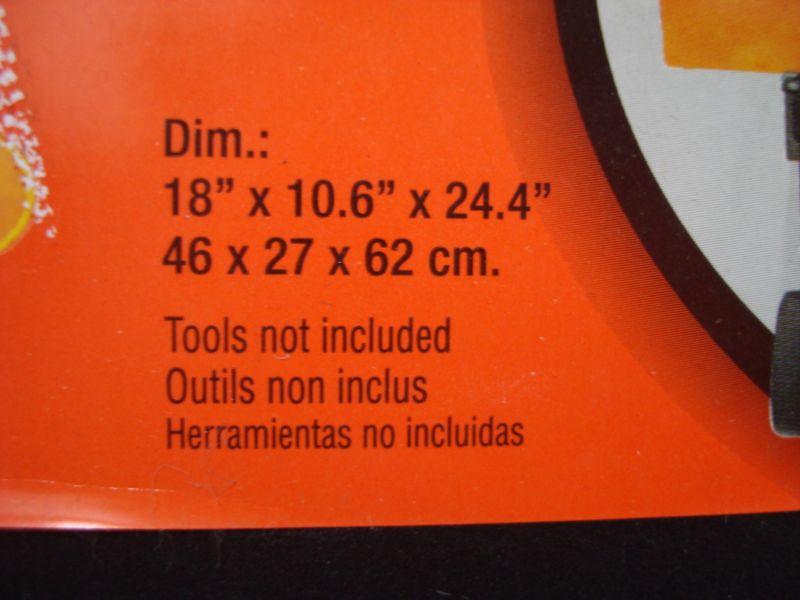 Dim.:
18” x 10.6” x 24.4”
46 x 27 x 62 cm.
Tools not included
Outils non inclus
Herramientas no incluidas